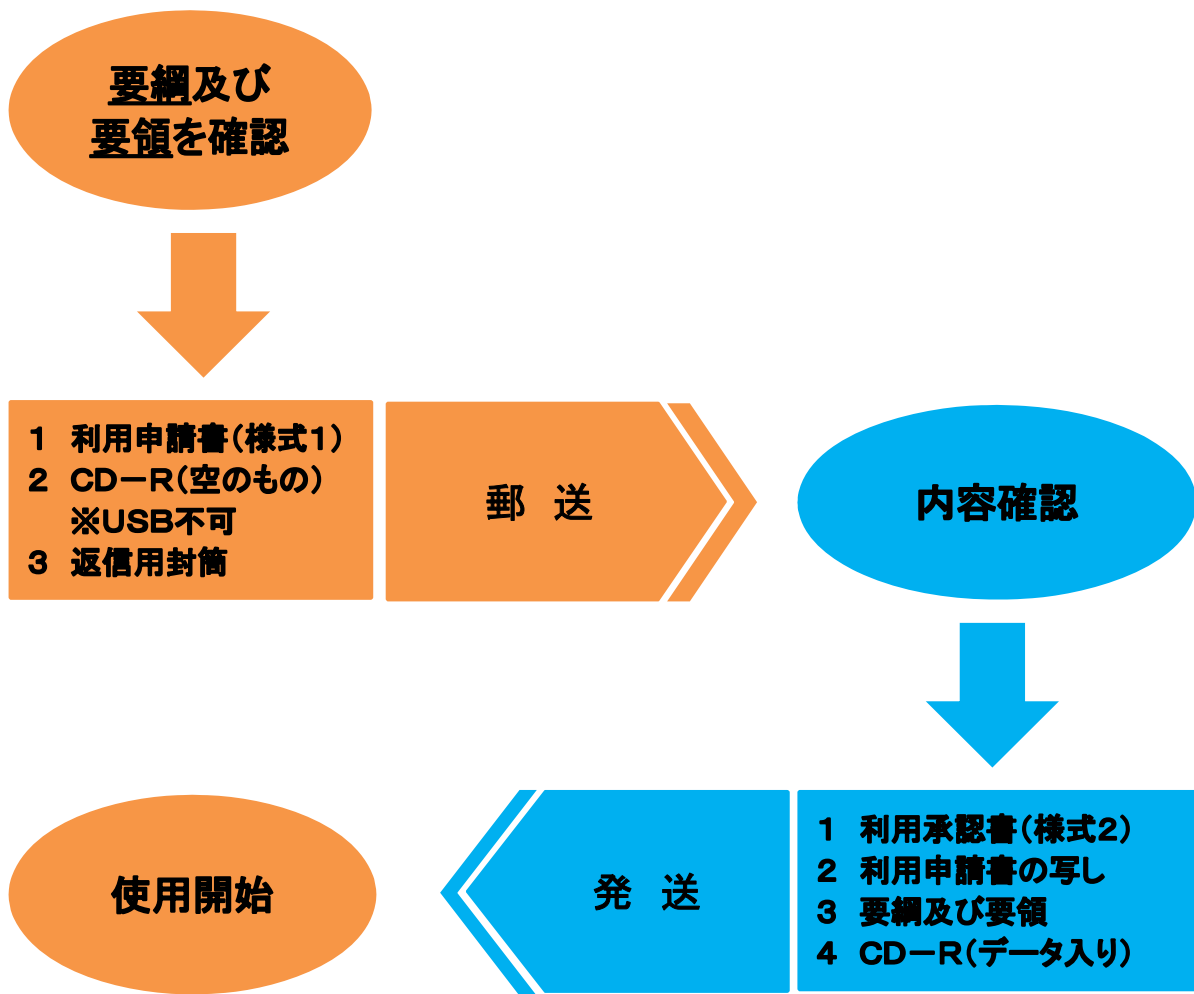 要綱及び
要領を確認
1 利用申請書(様式1)
2 CD-R(空のもの)
※USB不可
3 返信用封筒
郵 送
内容確認
1 利用承認書(様式2)
2 利用申請書の写し
3 要綱及び要領
4 CD-R(データ入り)
発 送
使用開始